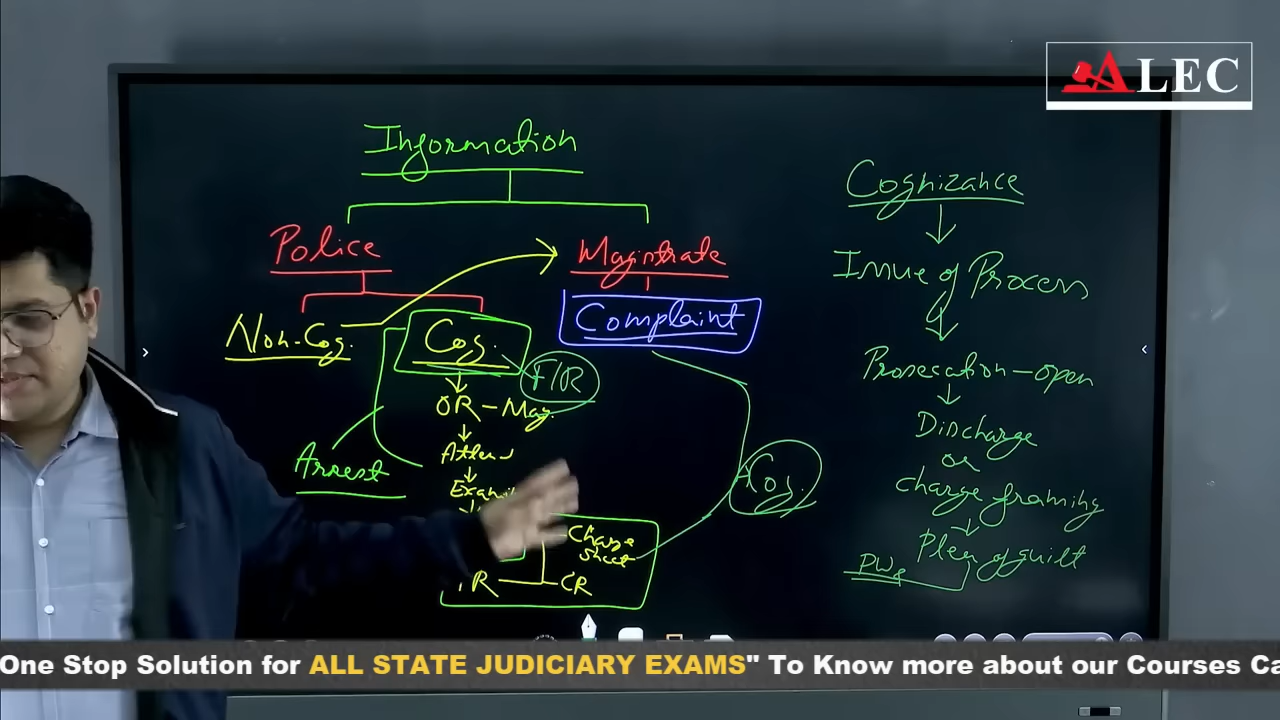 ALEC
Information
Police
Magistrate
Non-Cog.
Cog.
Complaint
FIR
OR - Mag.
Arrest
Charge
Sheet
CR
Cog.
Cognizance
Issue of Process
Prosecution - open
Discharge
or
charge framing
Plea of guilt
PWs
One Stop Solution for ALL STATE JUDICIARY EXAMS" To Know more about our Courses Ca